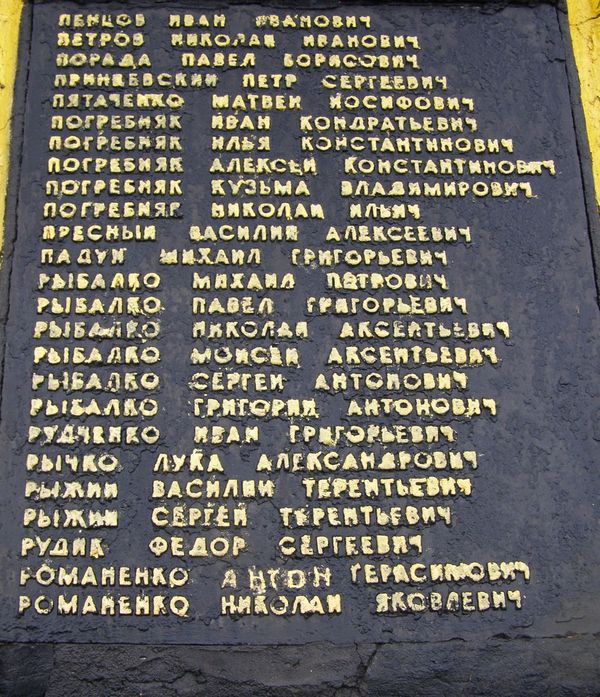 ПЕНЦОВ ИВАН ИВАНОВИЧ
ПЕТРОВ НИКОЛАЙ ИВАНОВИЧ
ПОРАДА ПАВЕЛ БОРИСОВИЧ
ПРИНЦЕВСКИЙ ПЕТР СЕРГЕЕВИЧ
ПЯТАЧЕНКО МАТВЕЙ ИОСИФОВИЧ
ПОГРЕБНЯК ИВАН КОНДРАТЬЕВИЧ
ПОГРЕБНЯК ИЛЬЯ КОНСТАНТИНОВИЧ
ПОГРЕБНЯК АЛЕКСЕЙ КОНСТАНТИНОВИЧ
ПОГРЕБНЯК КУЗЬМА ВЛАДИМИРОВИЧ
ПОГРЕБНЯК НИКОЛАЙ ИЛЬИЧ
ПРЕСНЫЙ ВАСИЛИЙ АЛЕКСЕЕВИЧ
ПАДУН МИХАИЛ ГРИГОРЬЕВИЧ
РЫБАЛКО МИХАИЛ ПЕТРОВИЧ
РЫБАЛКО ПАВЕЛ ГРИГОРЬЕВИЧ
РЫБАЛКО НИКОЛАЙ АКСЕНТЬЕВИЧ
РЫБАЛКО МОИСЕЙ АКСЕНТЬЕВИЧ
РЫБАЛКО СЕРГЕЙ АНТОНОВИЧ
РЫБАЛКО ГРИГОРИЙ АНТОНОВИЧ
РУДЧЕНКО ИВАН ГРИГОРЬЕВИЧ
РЫЧКО ЛУКА АЛЕКСАНДРОВИЧ
РЫЖИЙ ВАСИЛИЙ ТЕРЕНТЬЕВИЧ
РЫЖИЙ СЕРГЕЙ ТЕРЕНТЬЕВИЧ
РУДИК ФЕДОР СЕРГЕЕВИЧ
РОМАНЕНКО АНТОН ГЕРАСИМОВИЧ
РОМАНЕНКО НИКОЛАЙ ЯКОВЛЕВИЧ